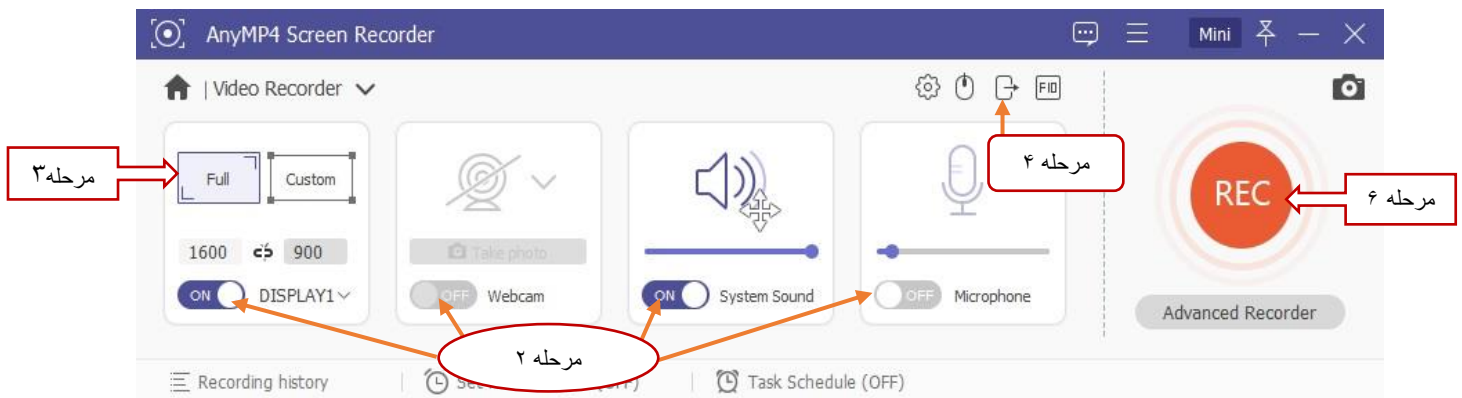 AnyMP4 Screen Recorder
Mini
| Video Recorder
FID
مرحله ۴
مرحله۳
Full
Custom
REC
مرحله ۶
1600
900
Take photo
ON
DISPLAY1
OFF
Webcam
ON
System Sound
OFF
Microphone
Advanced Recorder
مرحله ۲
Recording history
Task Schedule (OFF)